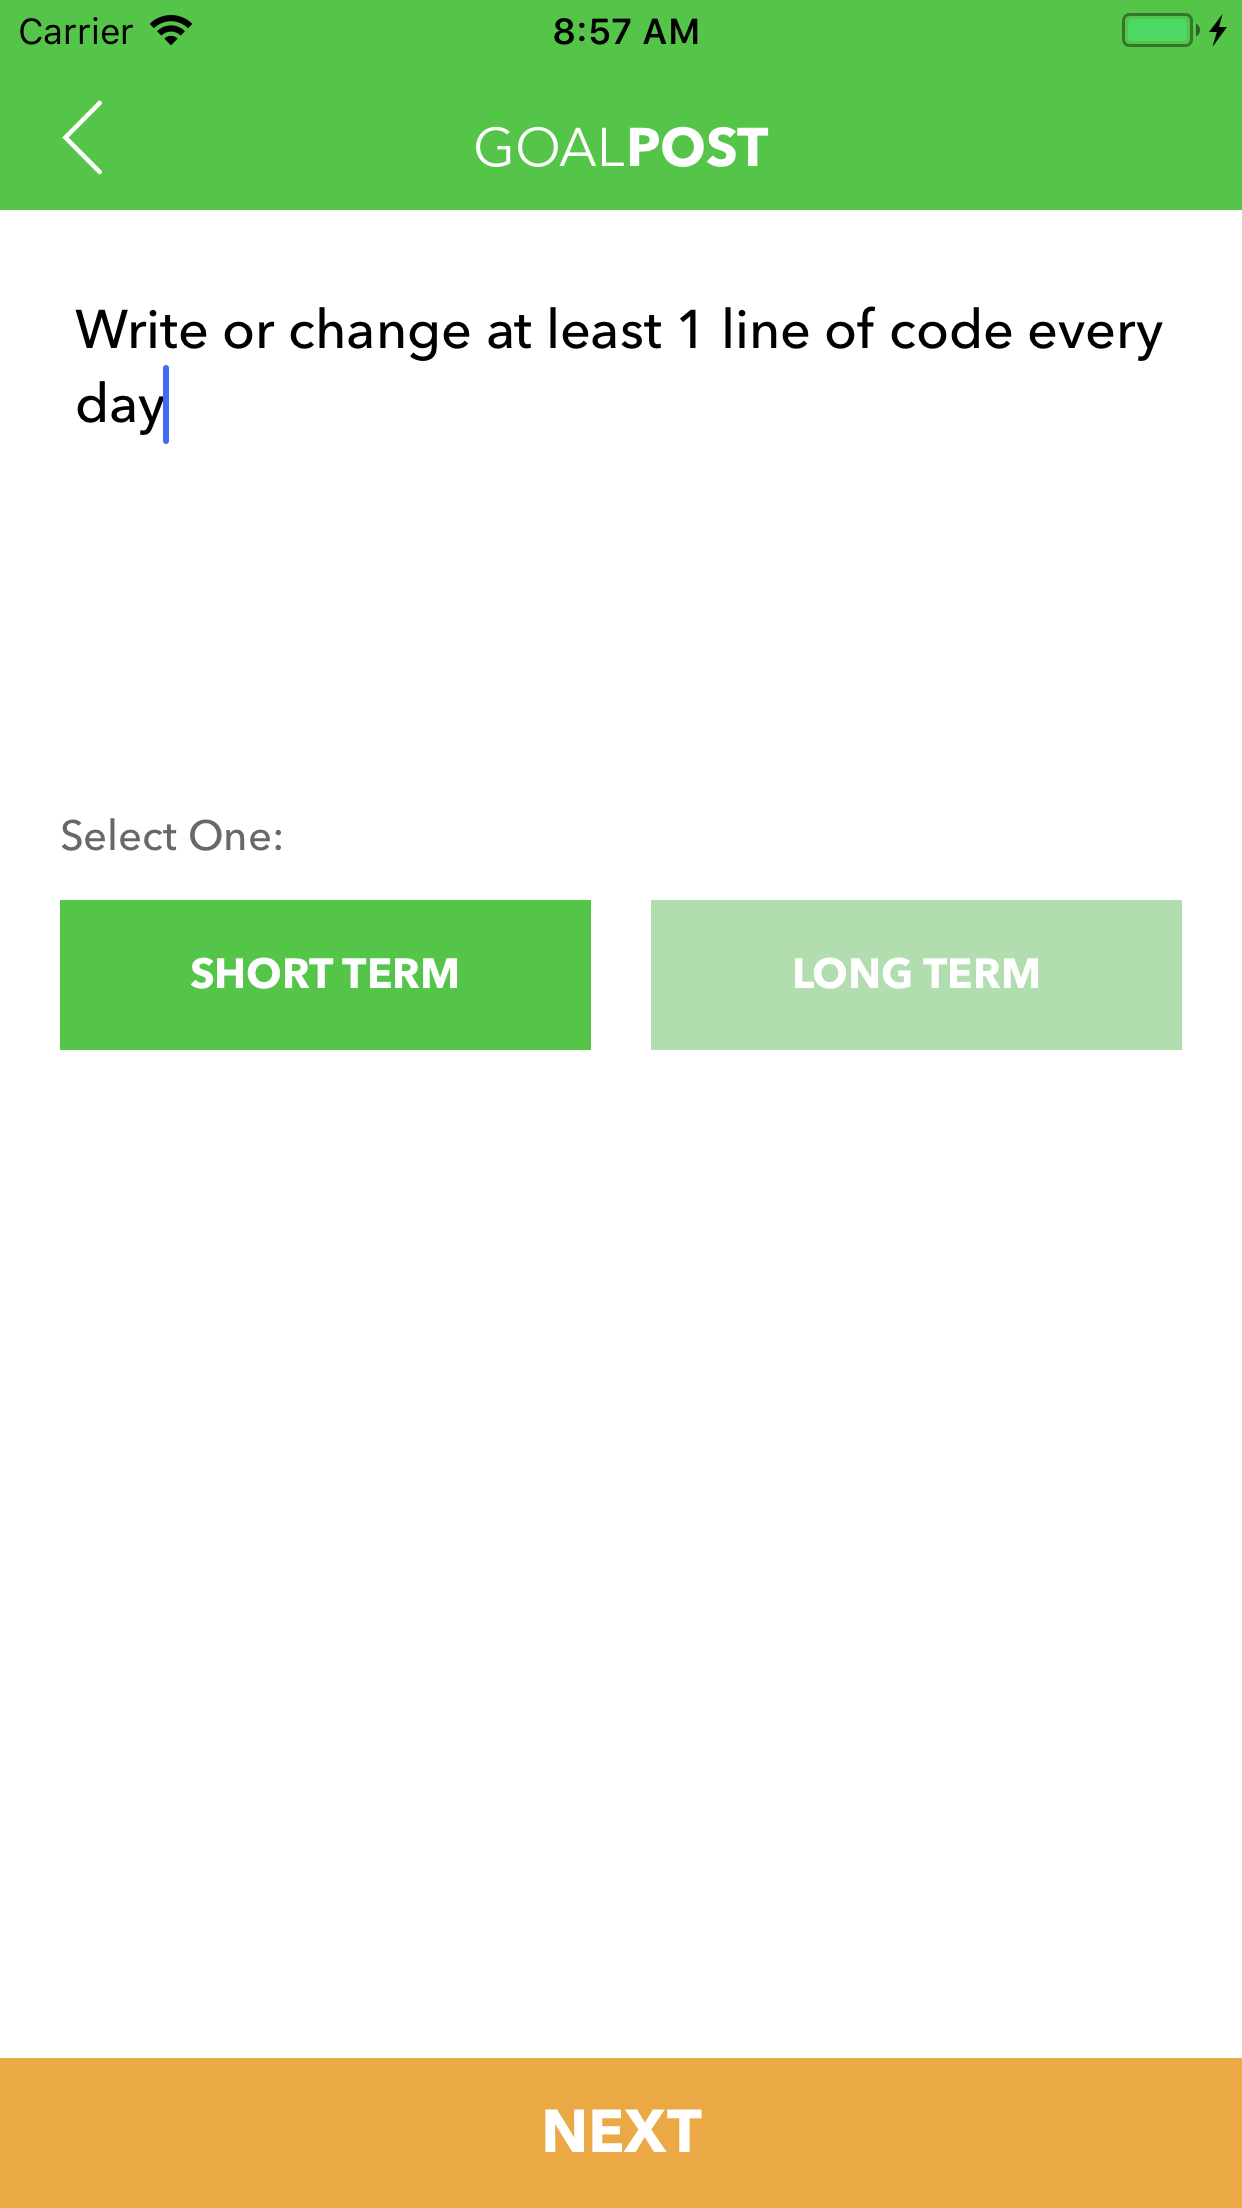 Carrier 8:57 AM
GOALPOST
Write or change at least 1 line of code every
day
Select One:
SHORT TERM LONG TERM
NEXT